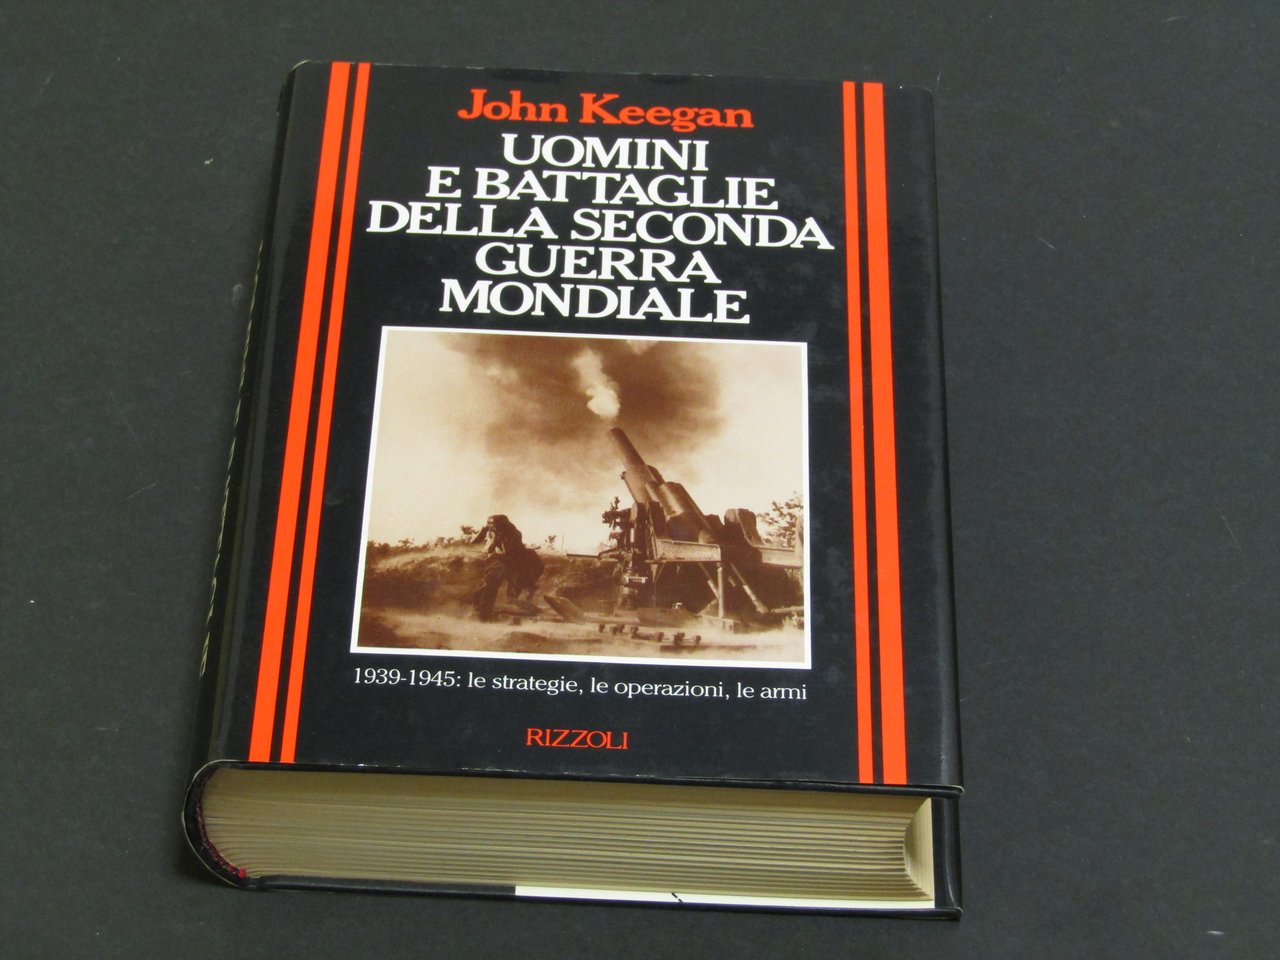 John Keegan
UOMINI
E BATTAGLIE
DELLA SECONDA
GUERRA
MONDIALE
1939-1945: le strategie, le operazioni, le armi
RIZZOLI